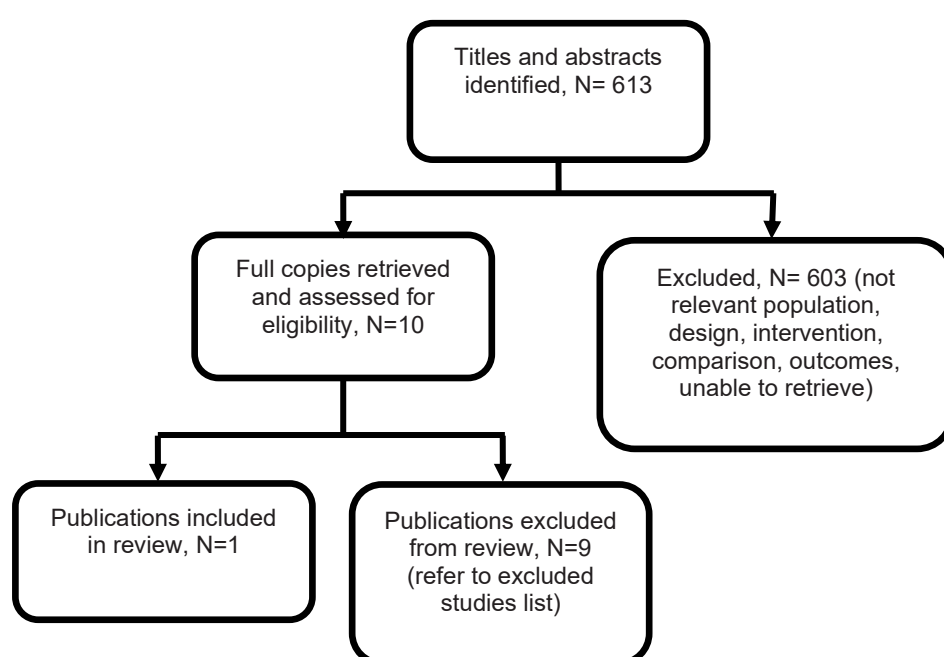 Titles and abstracts
identified, N= 613
Full copies retrieved
and assessed for
eligibility, N=10
Excluded, N= 603 (not
relevant population,
design, intervention,
comparison, outcomes,
unable to retrieve)
Publications included
in review, N=1
Publications excluded
from review, N=9
(refer to excluded
studies list)